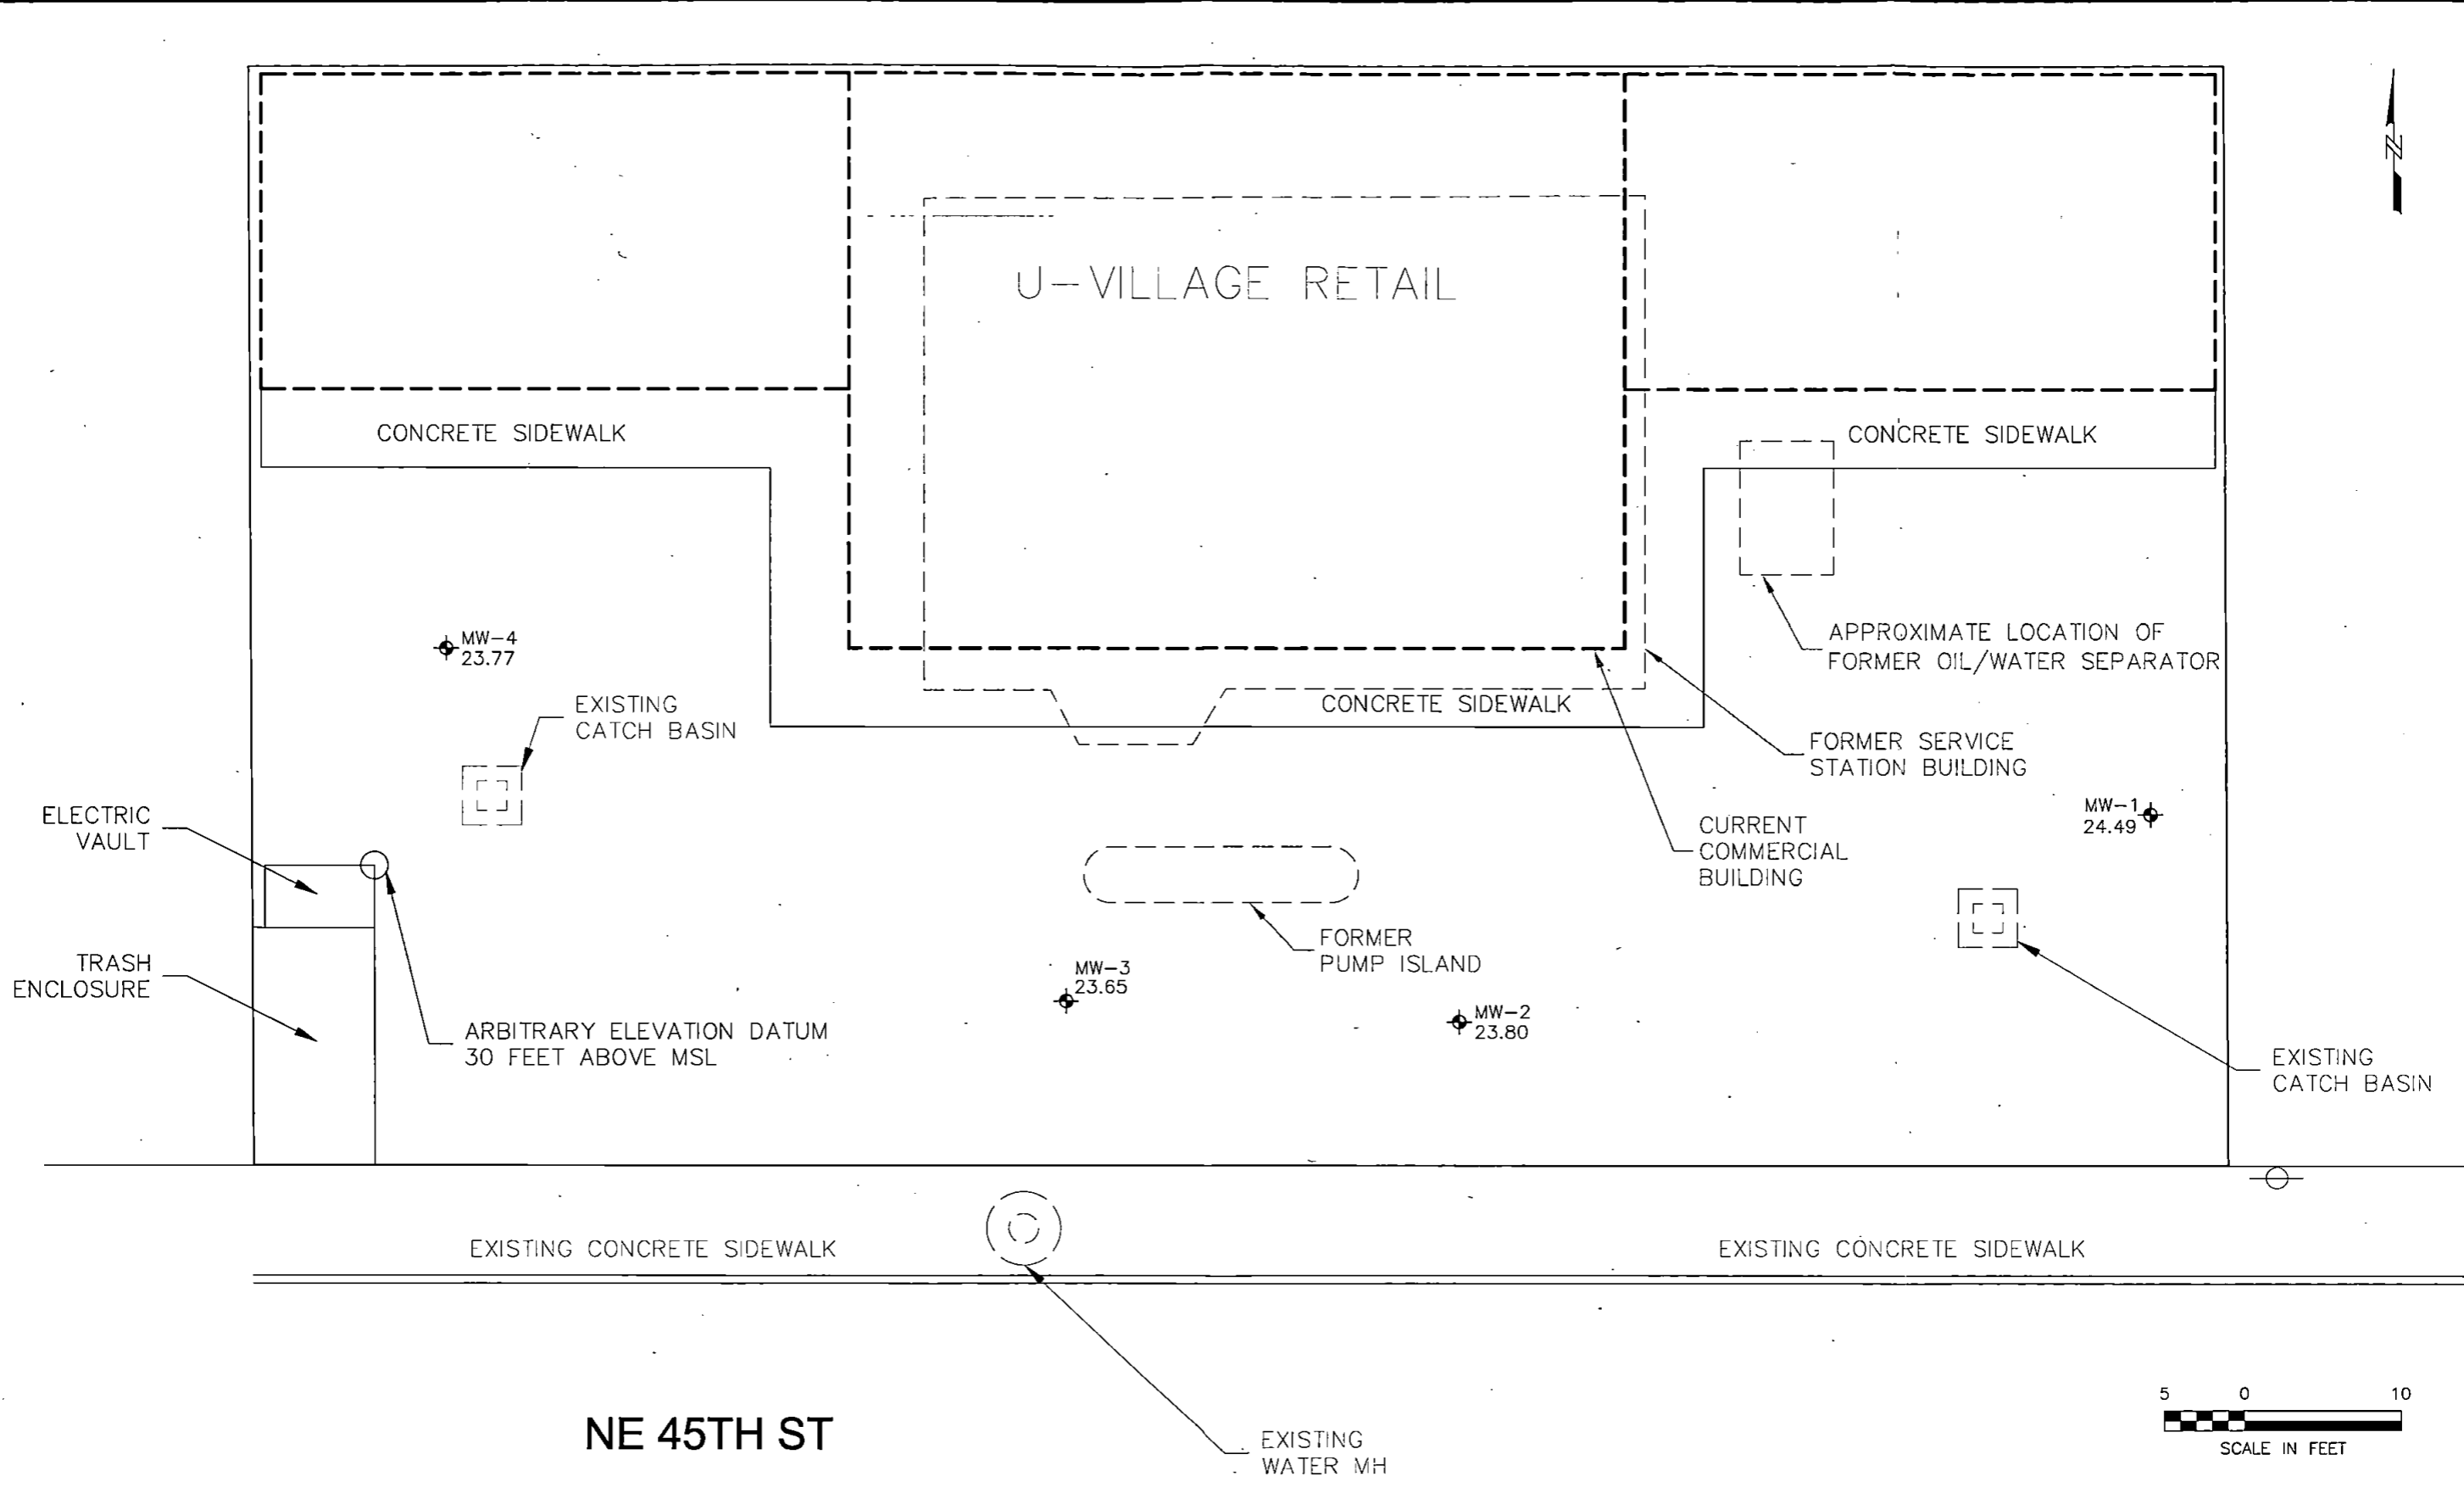 U-VILLAGE RETAIL
CONCRETE SIDEWALK
CONCRETE SIDEWALK
MW-4
23.77
APPROXIMATE LOCATION OF
FORMER OIL/WATER SEPARATOR
EXISTING
CATCH BASIN
CONCRETE SIDEWALK
FORMER SERVICE
STATION BUILDING
ELECTRIC
VAULT
MW-1
24.49
CURRENT
COMMERCIAL
BUILDING
FORMER
PUMP ISLAND
TRASH
ENCLOSURE
MW-3
23.65
MW-2
23.80
ARBITRARY ELEVATION DATUM
30 FEET ABOVE MSL
EXISTING
CATCH BASIN
EXISTING CONCRETE SIDEWALK
EXISTING CONCRETE SIDEWALK
NE 45TH ST
EXISTING
WATER MH
5 0 10
SCALE IN FEET
N